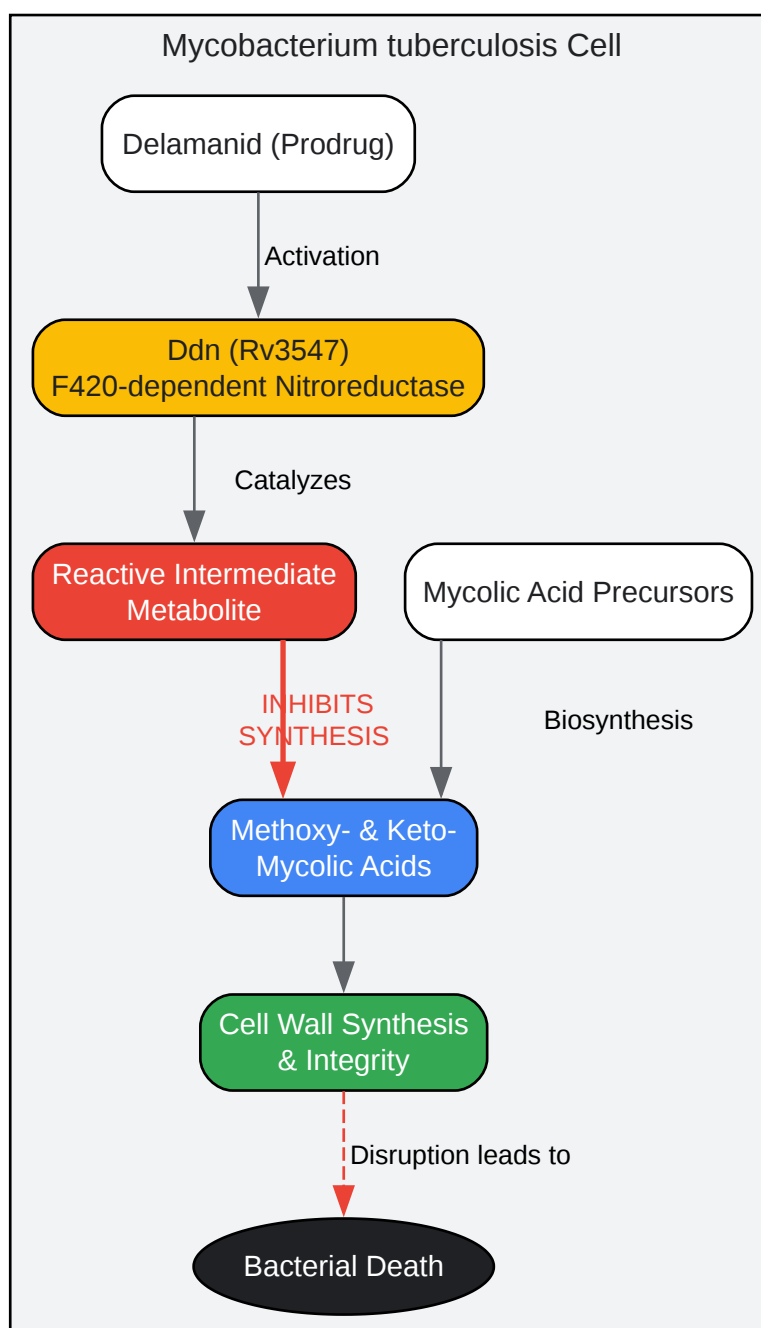 Mycobacterium tuberculosis Cell
Delamanid (Prodrug)
Activation
Ddn (Rv3547)
F420-dependent Nitroreductase
Catalyzes
Reactive Intermediate
Metabolite
Mycolic Acid Precursors
INHIBITS
SYNTHESIS
Biosynthesis
Methoxy- & Keto-
Mycolic Acids
Cell Wall Synthesis
& Integrity
Disruption leads to
Bacterial Death